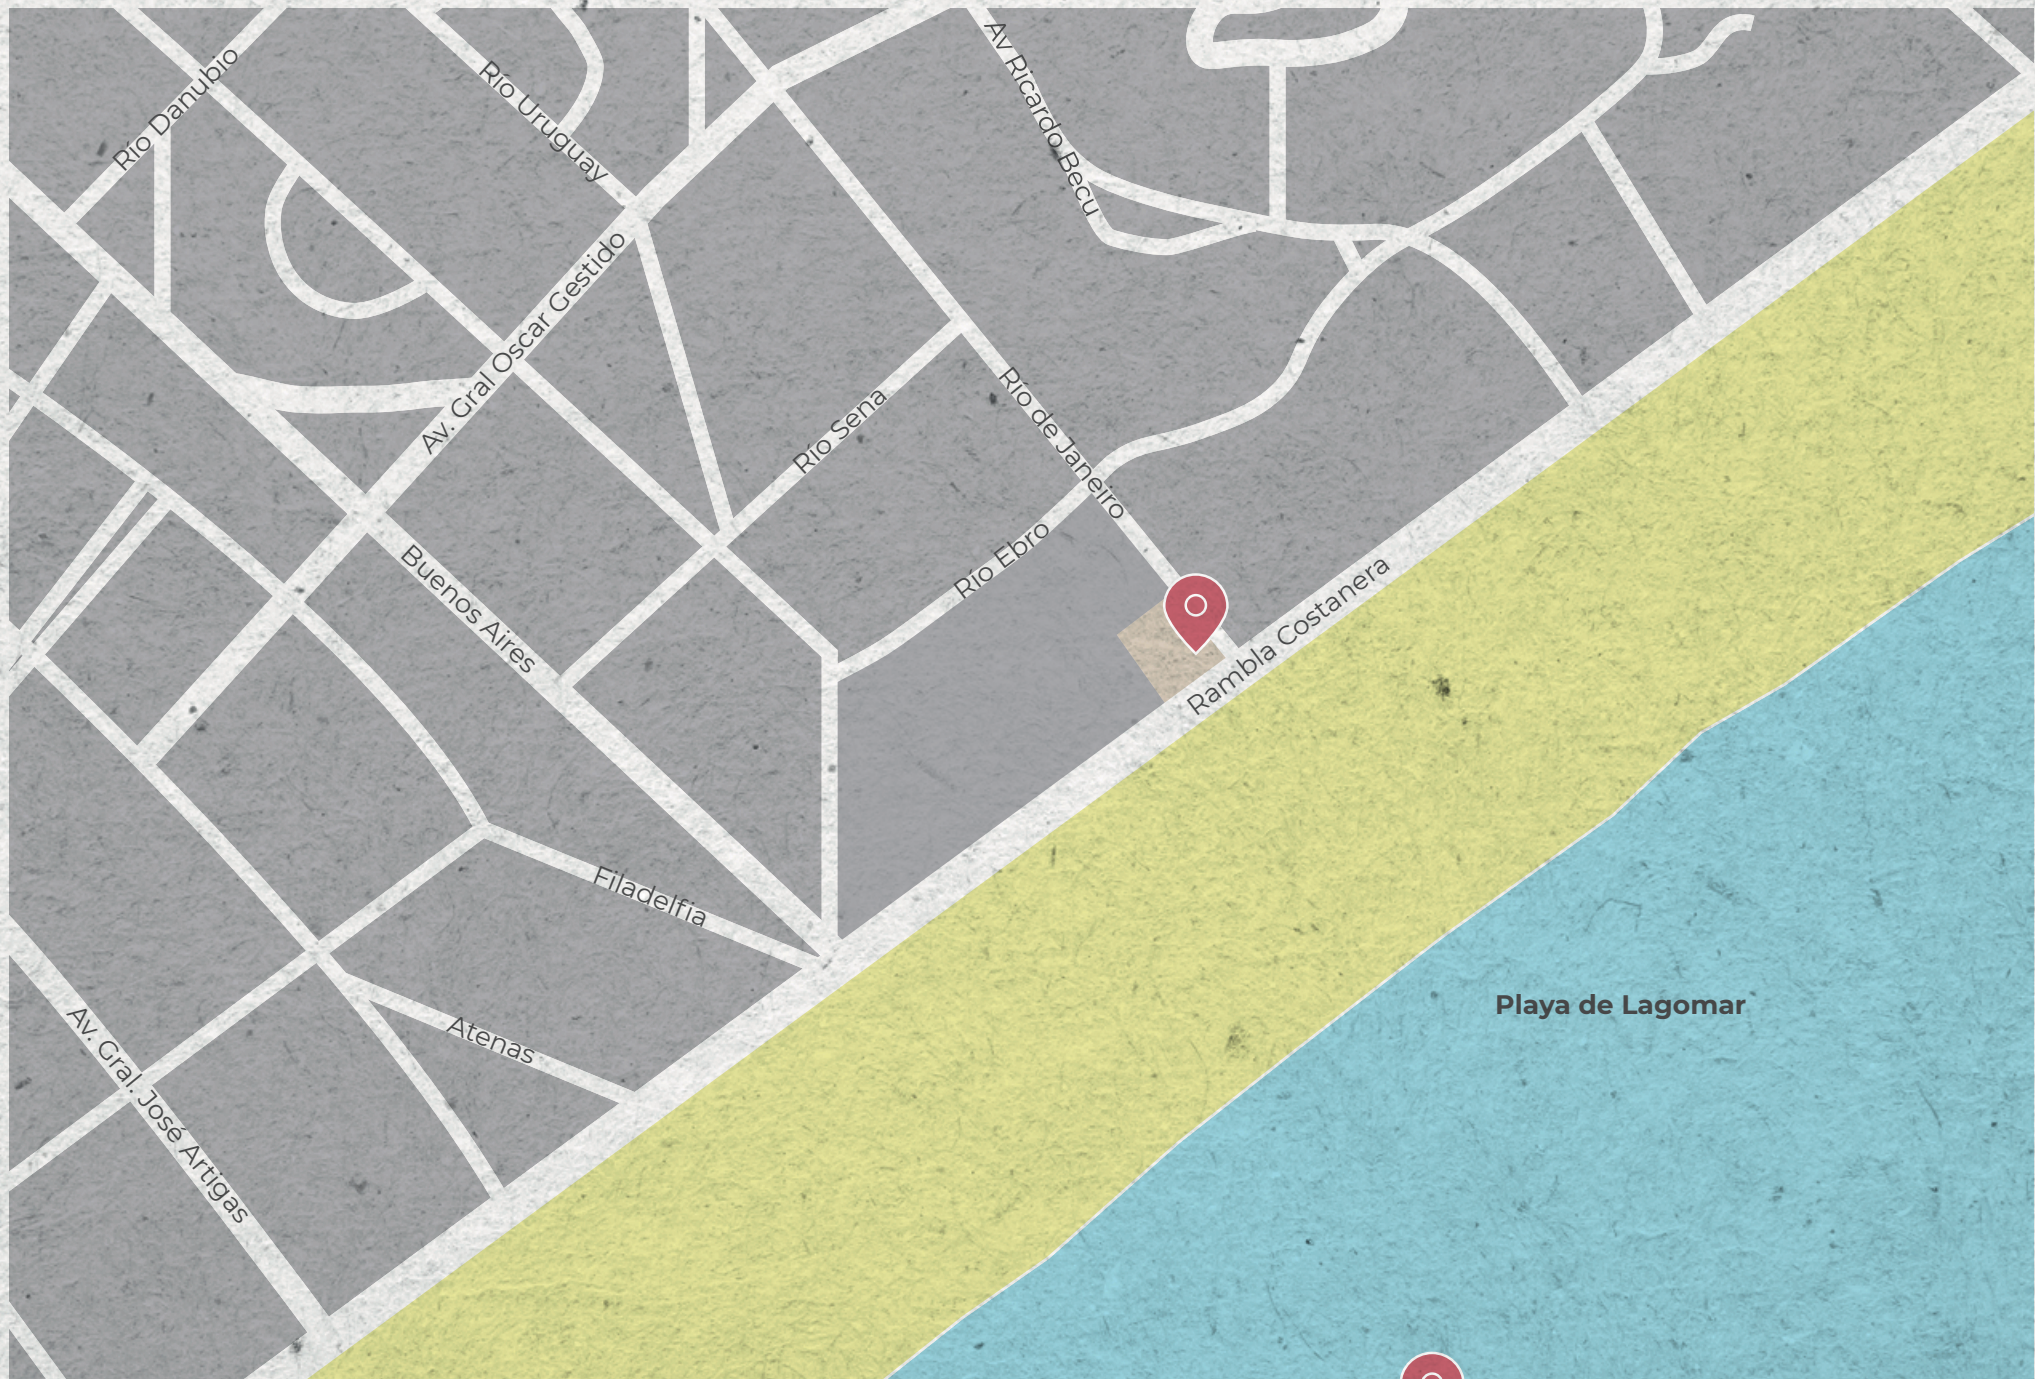 Río Danubio
Río Uruguay
Av Ricardo Becu
Av. Gral Oscar Gestido
Río Sena
Río de Janeiro
Río Ebro
Buenos Aires
Rambla Costanera
Filadelfia
Atenas
Playa de Lagomar
Av. Gral. José Artigas